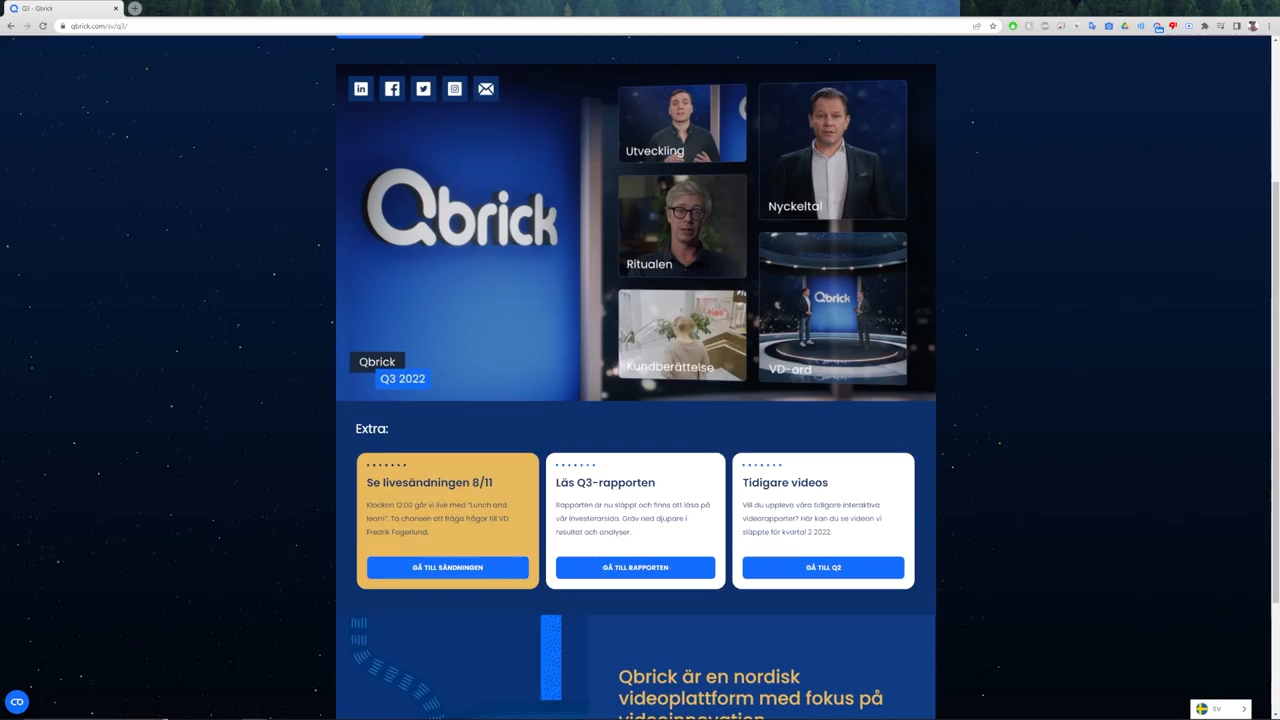 Q3 - Qbrick
qbrick.com/sv/q3/
Utveckling
Nyckeltal
Qbrick
Ritualen
Qbrick
Kundberättelse
VD-ord
Qbrick
Q3 2022
Extra:
Se livesändningen 8/11
Klockan 12:00 går vi live med "Lunch and
learn". Ta chansen att fråga frågor till VD
Fredrik Fagerlund.
GÅ TILL SÄNDNINGEN
Läs Q3-rapporten
Rapporten är nu släppt och finns att läsa på
vår investerarsida. Gräv ned djupare i
resultat och analyser.
GÅ TILL RAPPORTEN
Tidigare videos
Vill du uppleva våra tidigare interaktiva
videorapporter? Här kan du se videon vi
släppte för kvartal 2 2022.
GÅ TILL Q2
Qbrick är en nordisk
videoplattform med fokus på
videoinnovation
SV